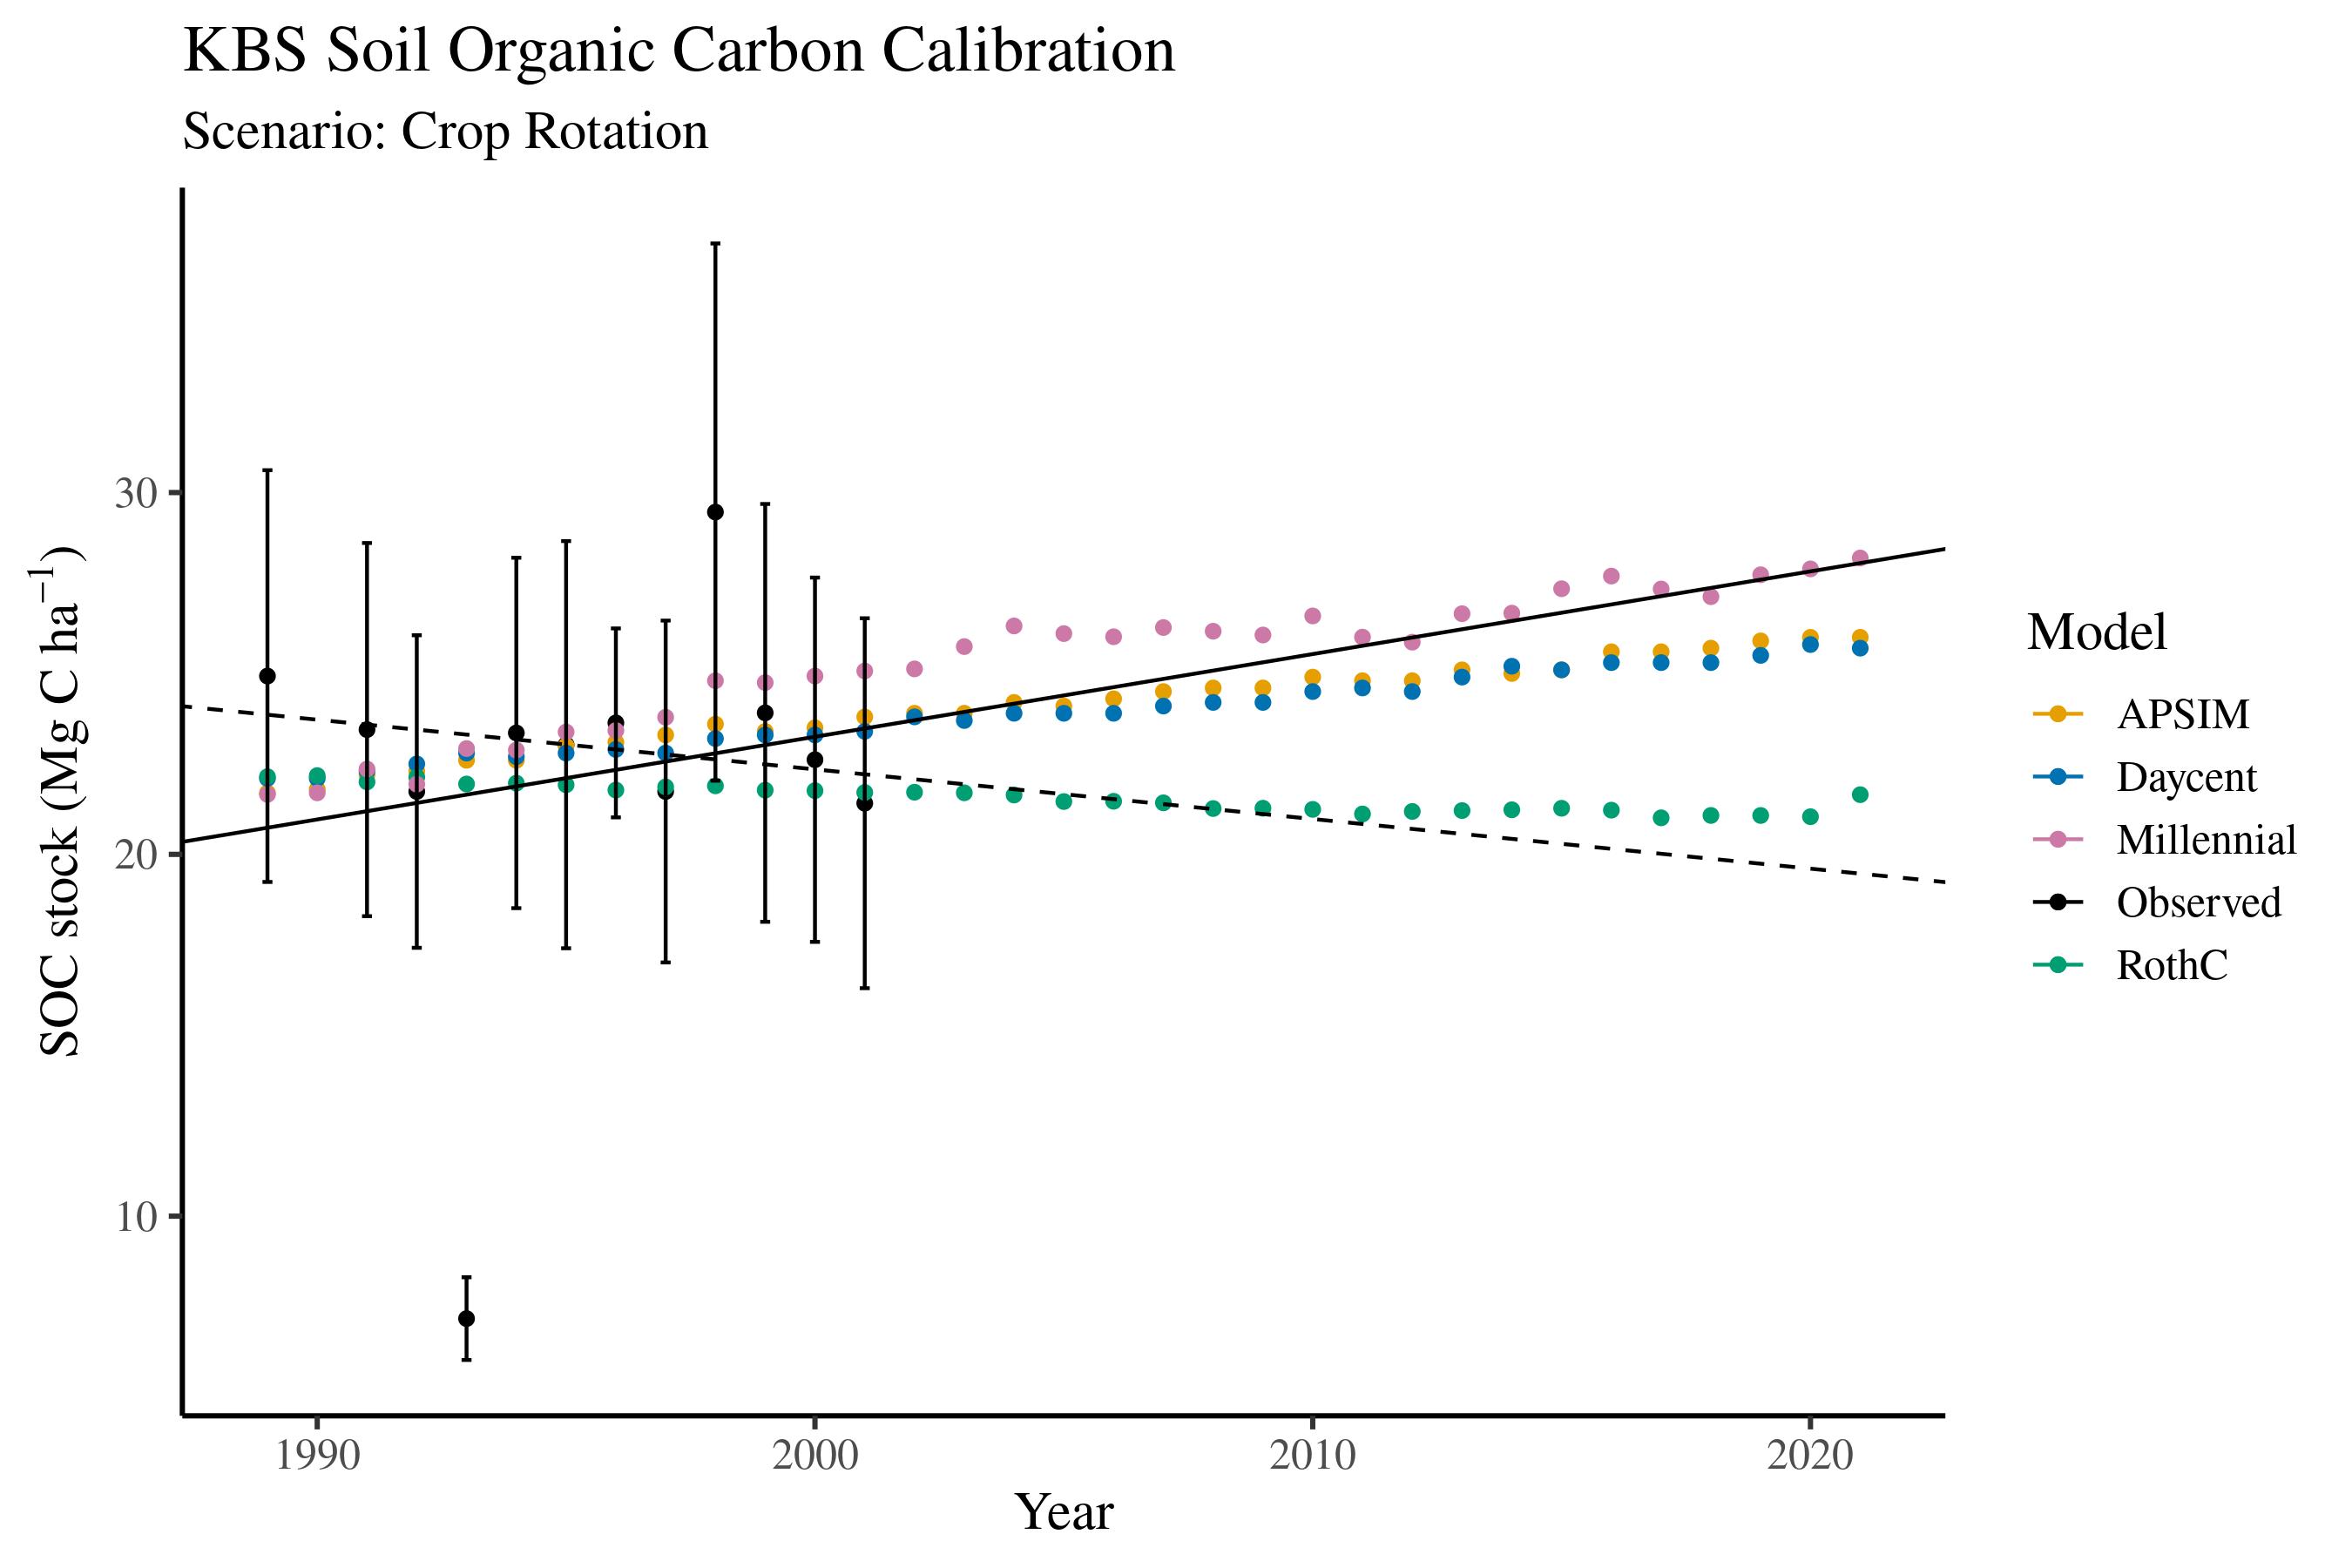 KBS Soil Organic Carbon Calibration
Scenario: Crop Rotation
SOC stock (Mg C ha⁻¹)
30
20
10
1990
2000
2010
2020
Year
Model
APSIM
Daycent
Millennial
Observed
RothC